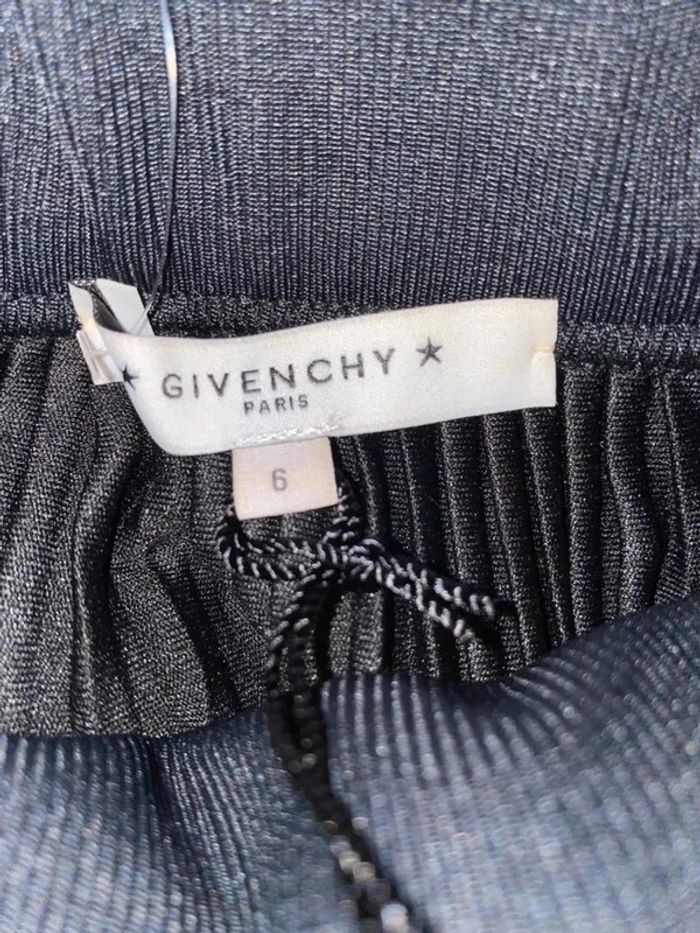 ★ GIVENCHY ★
PARIS
6